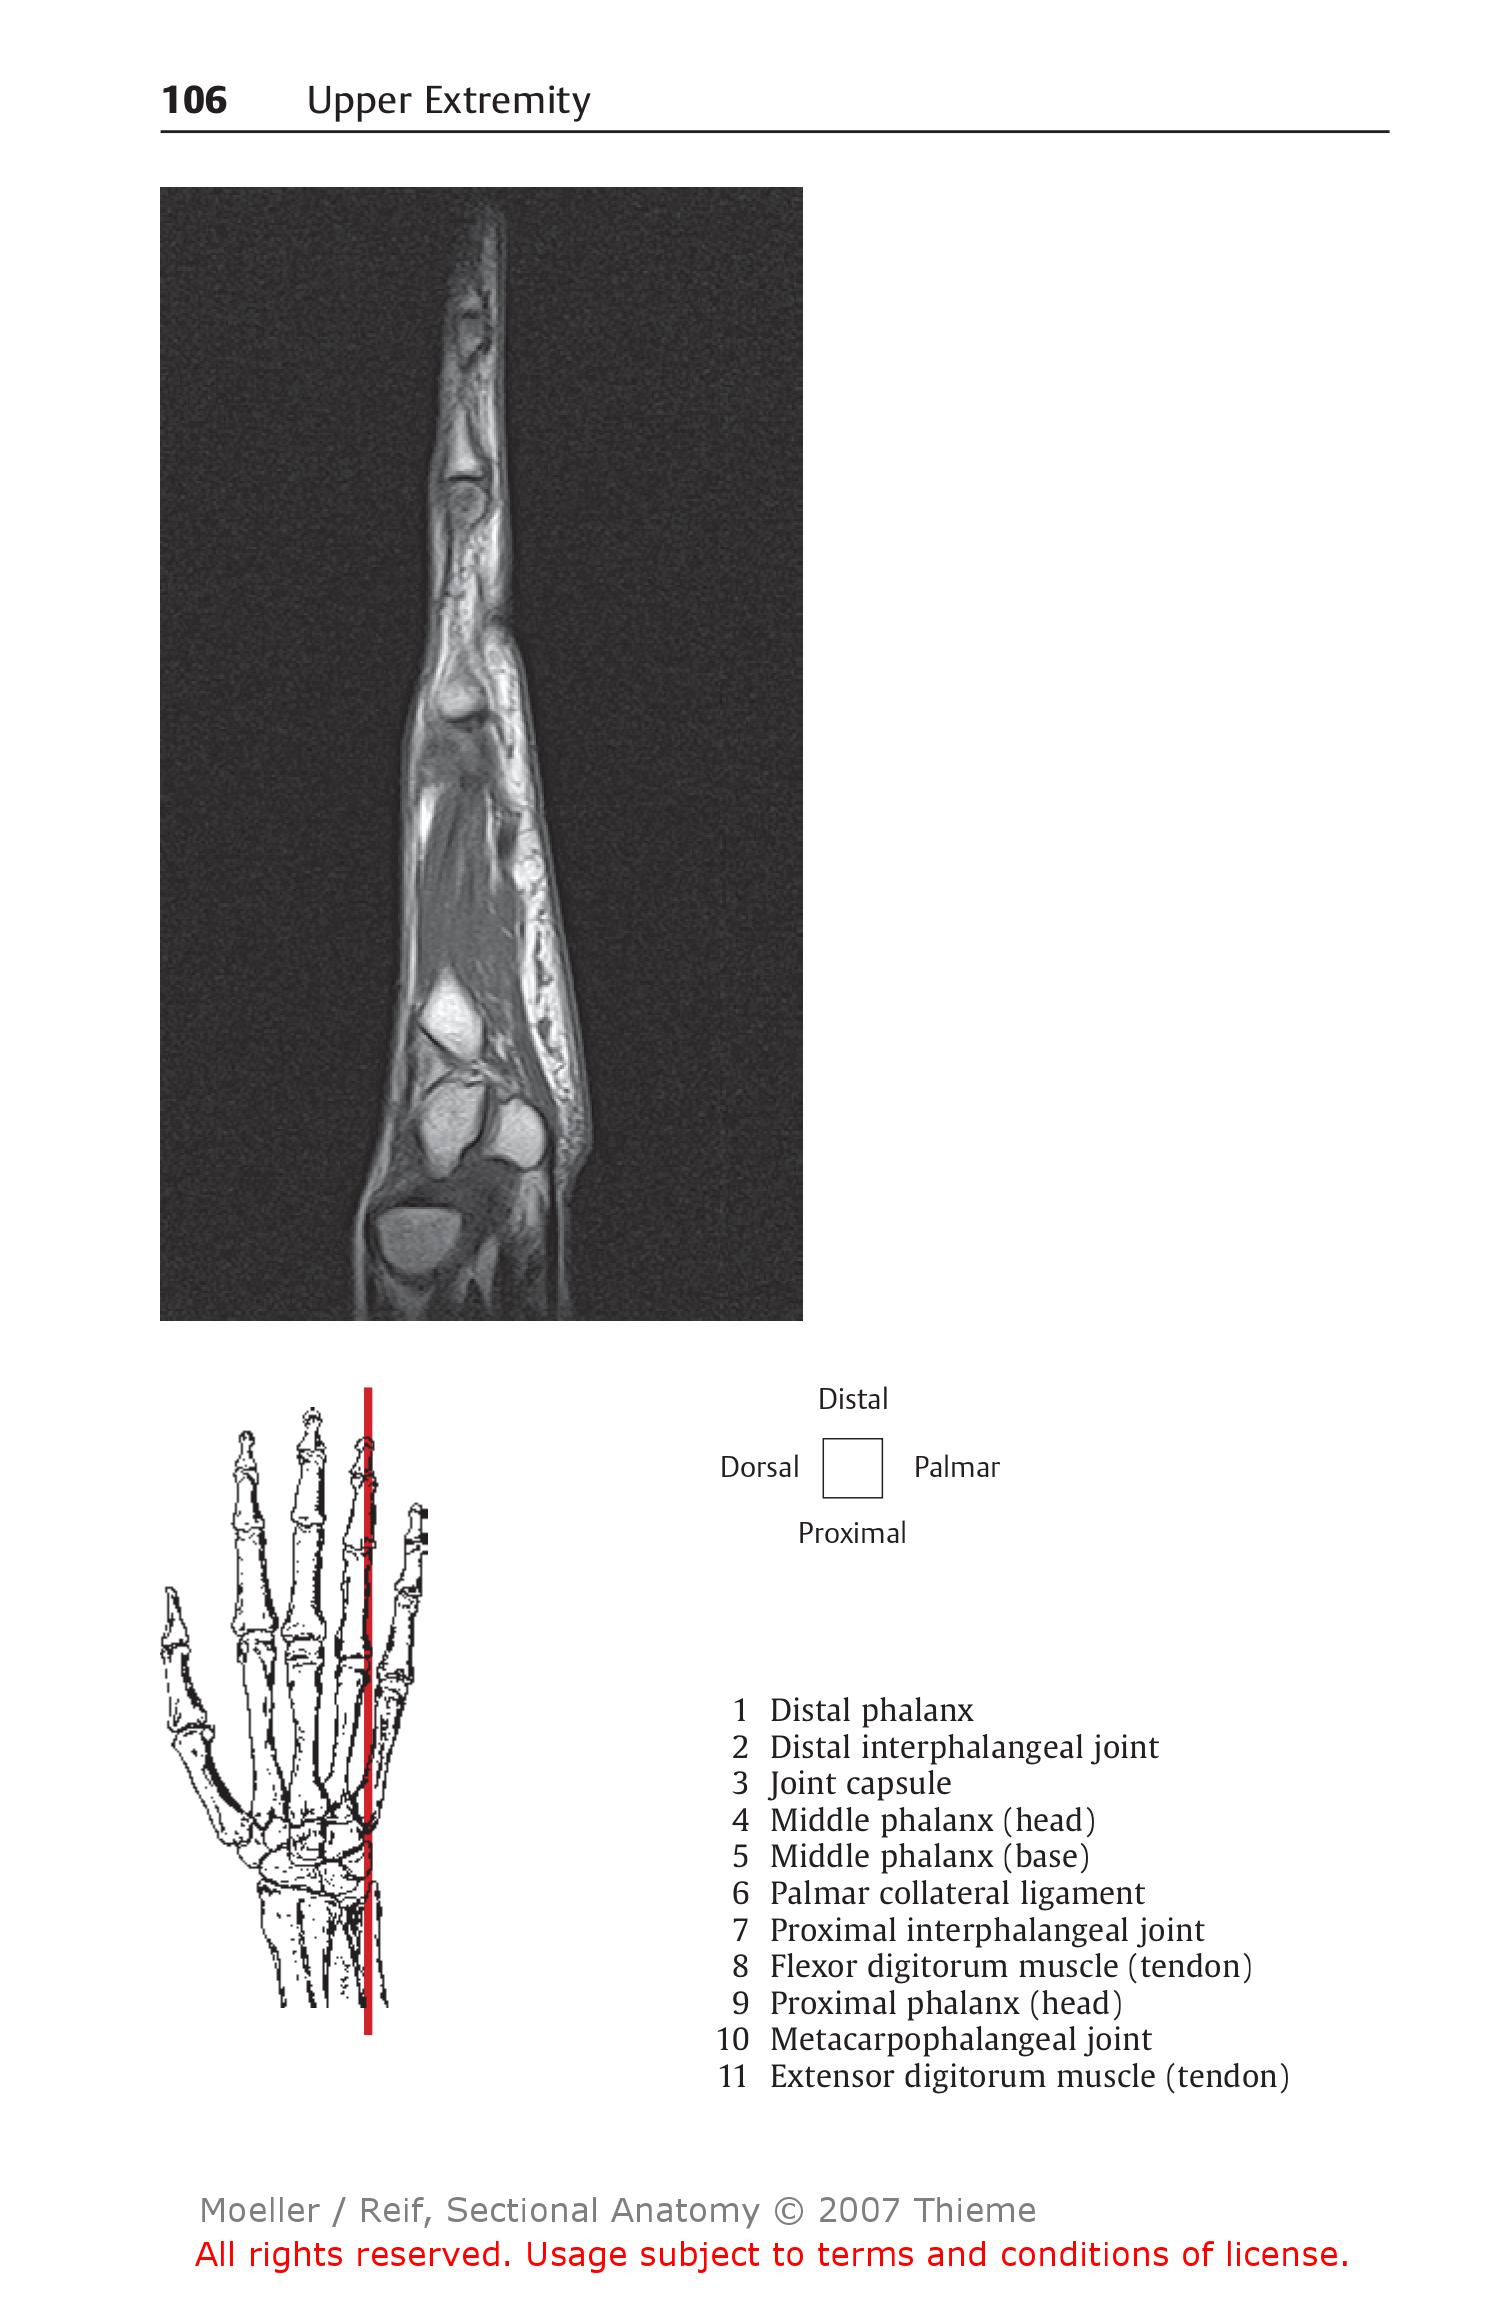 106 Upper Extremity
Distal
Dorsal Palmar
Proximal
1 Distal phalanx
2 Distal interphalangeal joint
3 Joint capsule
4 Middle phalanx (head)
5 Middle phalanx (base)
6 Palmar collateral ligament
7 Proximal interphalangeal joint
8 Flexor digitorum muscle (tendon)
9 Proximal phalanx (head)
10 Metacarpophalangeal joint
11 Extensor digitorum muscle (tendon)
Moeller / Reif, Sectional Anatomy © 2007 Thieme
All rights reserved. Usage subject to terms and conditions of license.